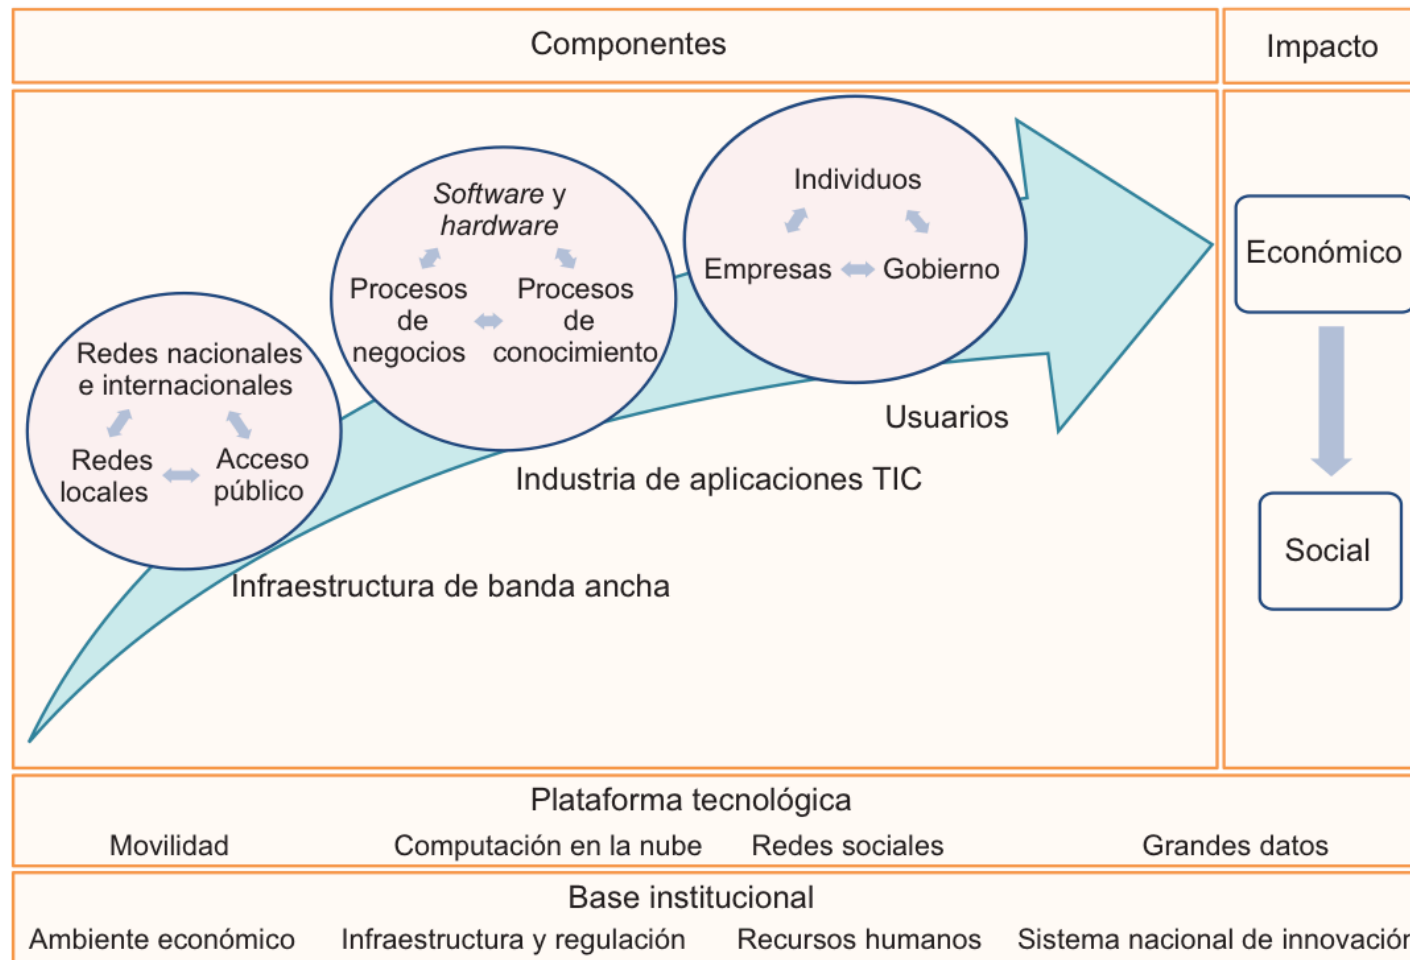 Componentes
Impacto
Individuos
Empresas
Gobierno
Software y
hardware
Procesos
de
negocios
Procesos
de
conocimiento
Redes nacionales
e internacionales
Redes
locales
Acceso
público
Usuarios
Industria de aplicaciones TIC
Infraestructura de banda ancha
Económico
Social
Plataforma tecnológica
Movilidad
Computación en la nube
Redes sociales
Grandes datos
Base institucional
Ambiente económico
Infraestructura y regulación
Recursos humanos
Sistema nacional de innovación